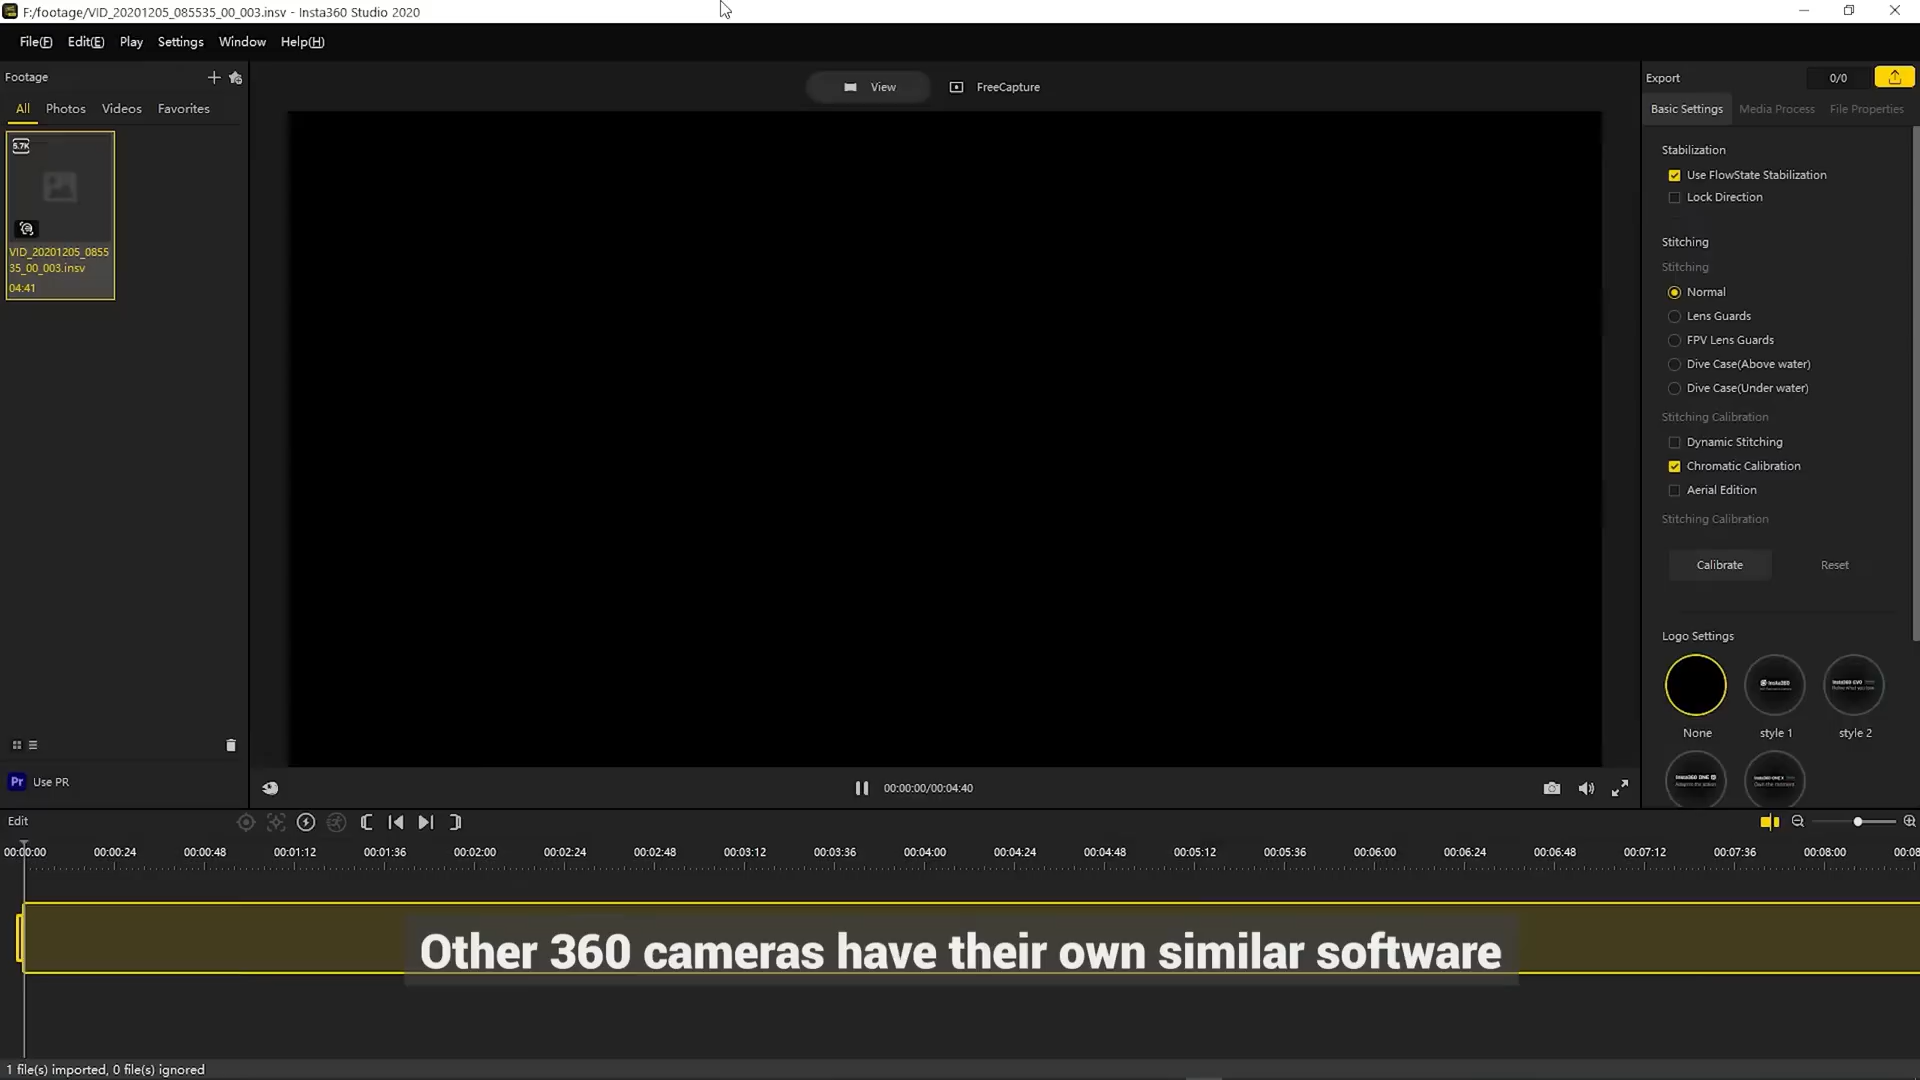 F:/footage/VID_20201205_085535_00_003.insv - Insta360 Studio 2020
File(F) Edit(E) Play Settings Window Help(H)
Footage
All Photos Videos Favorites
5.7K
VID_20201205_0855
35_00_003.insv
04:41
Pr Use PR
View FreeCapture
00:00:00/00:04:40
Export 0/0
Basic Settings Media Process File Properties
Stabilization
Use FlowState Stabilization
Lock Direction
Stitching
Stitching
Normal
Lens Guards
FPV Lens Guards
Dive Case(Above water)
Dive Case(Under water)
Stitching Calibration
Dynamic Stitching
Chromatic Calibration
Aerial Edition
Stitching Calibration
Calibrate Reset
Logo Settings
Insta360
None style 1 style 2
Edit
00:00:00 00:00:24 00:00:48 00:01:12 00:01:36 00:02:00 00:02:24 00:02:48 00:03:12 00:03:36 00:04:00 00:04:24 00:04:48 00:05:12 00:05:36 00:06:00 00:06:24 00:06:48 00:07:12 00:07:36 00:08:00 00:08
Other 360 cameras have their own similar software
1 file(s) imported, 0 file(s) ignored